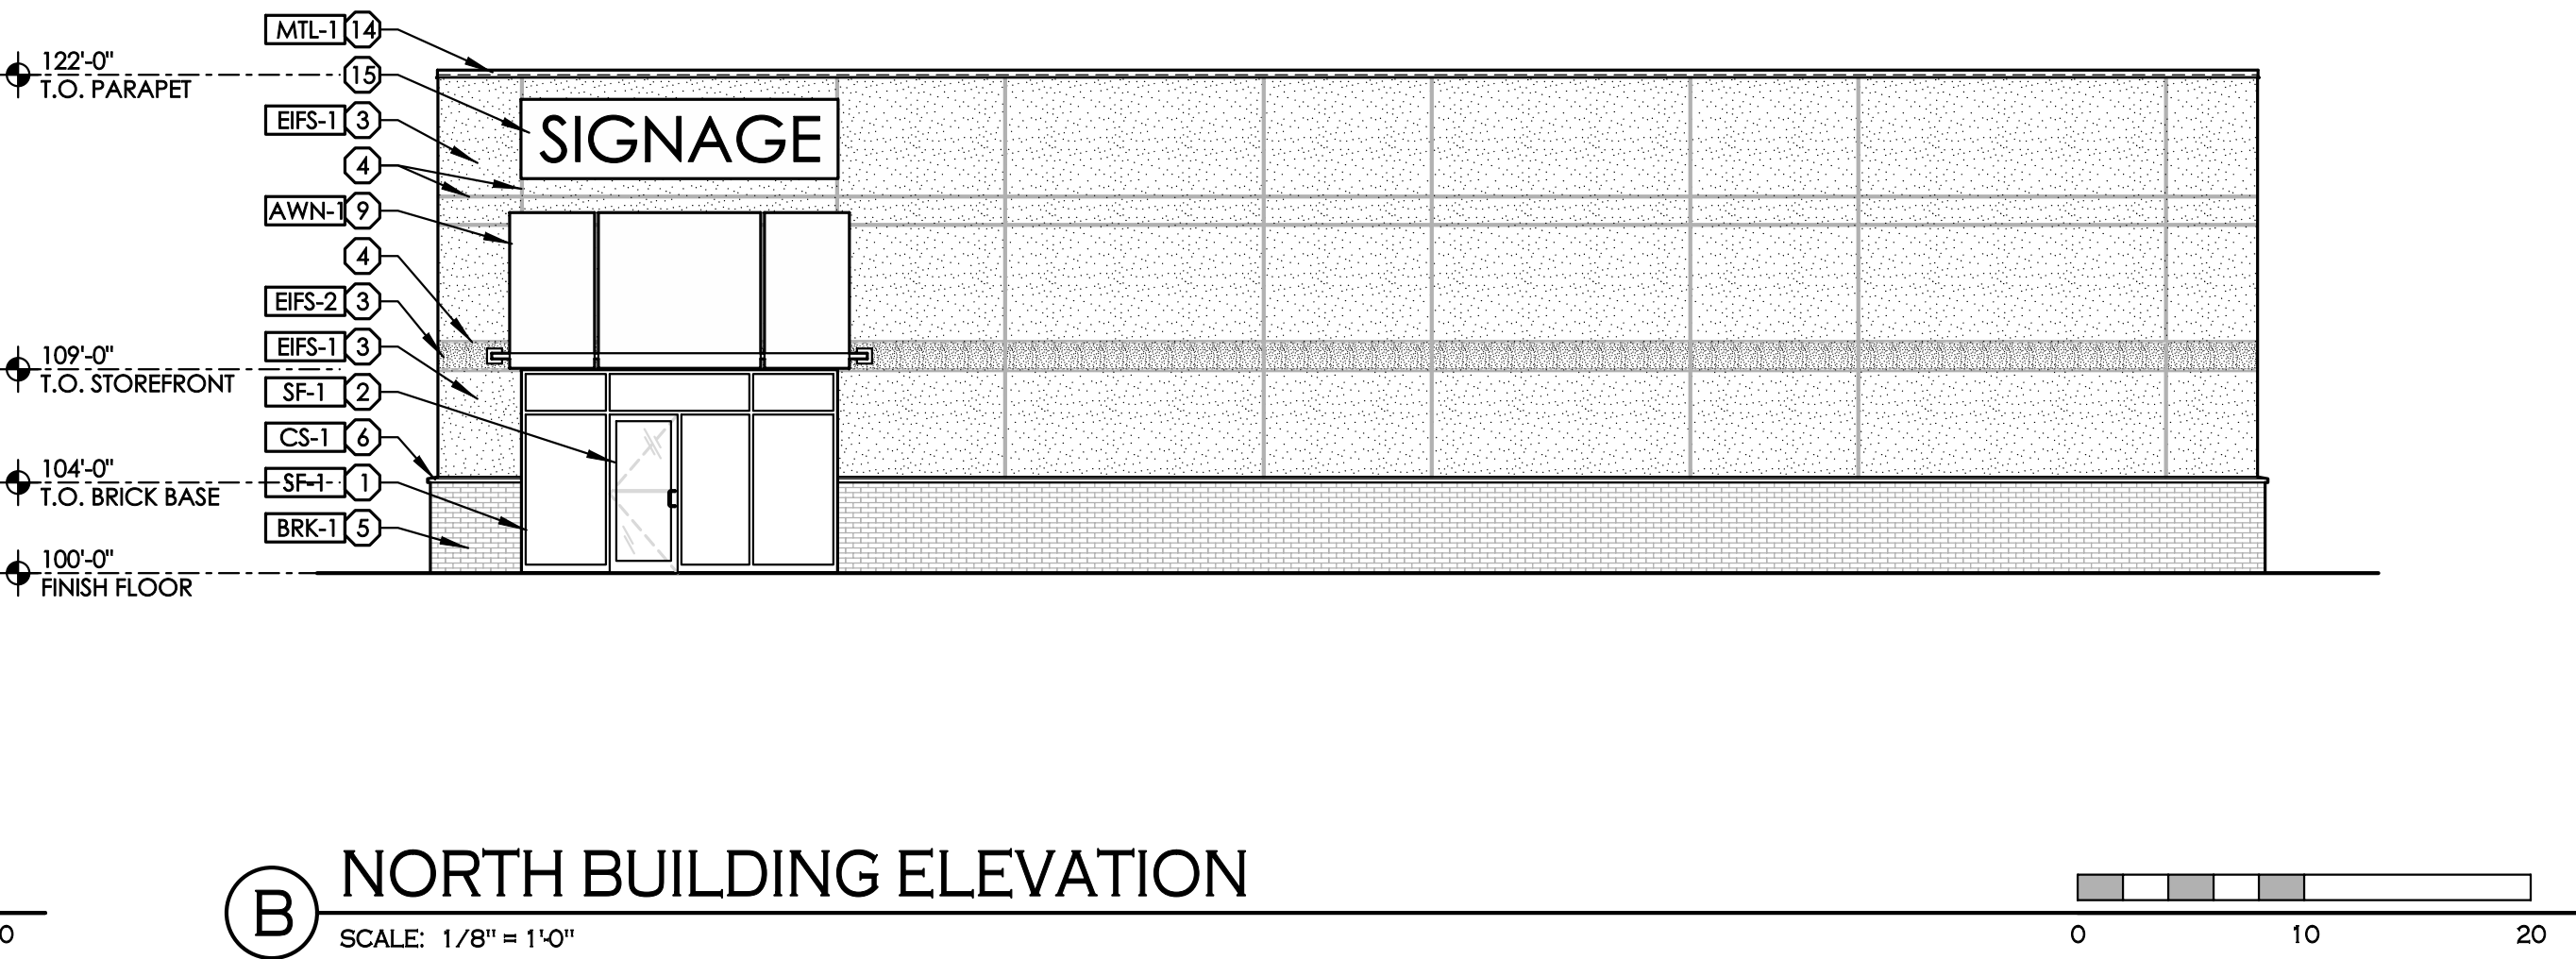 MTL-1 14
122'-0"
T.O. PARAPET
15
EIFS-1 3
SIGNAGE
4
AWN-1 9
4
EIFS-2 3
109'-0"
T.O. STOREFRONT
EIFS-1 3
SF-1 2
CS-1 6
104'-0"
T.O. BRICK BASE
SF-1 1
BRK-1 5
100'-0"
FINISH FLOOR
B
NORTH BUILDING ELEVATION
SCALE: 1/8" = 1'-0"
0
0 10 20